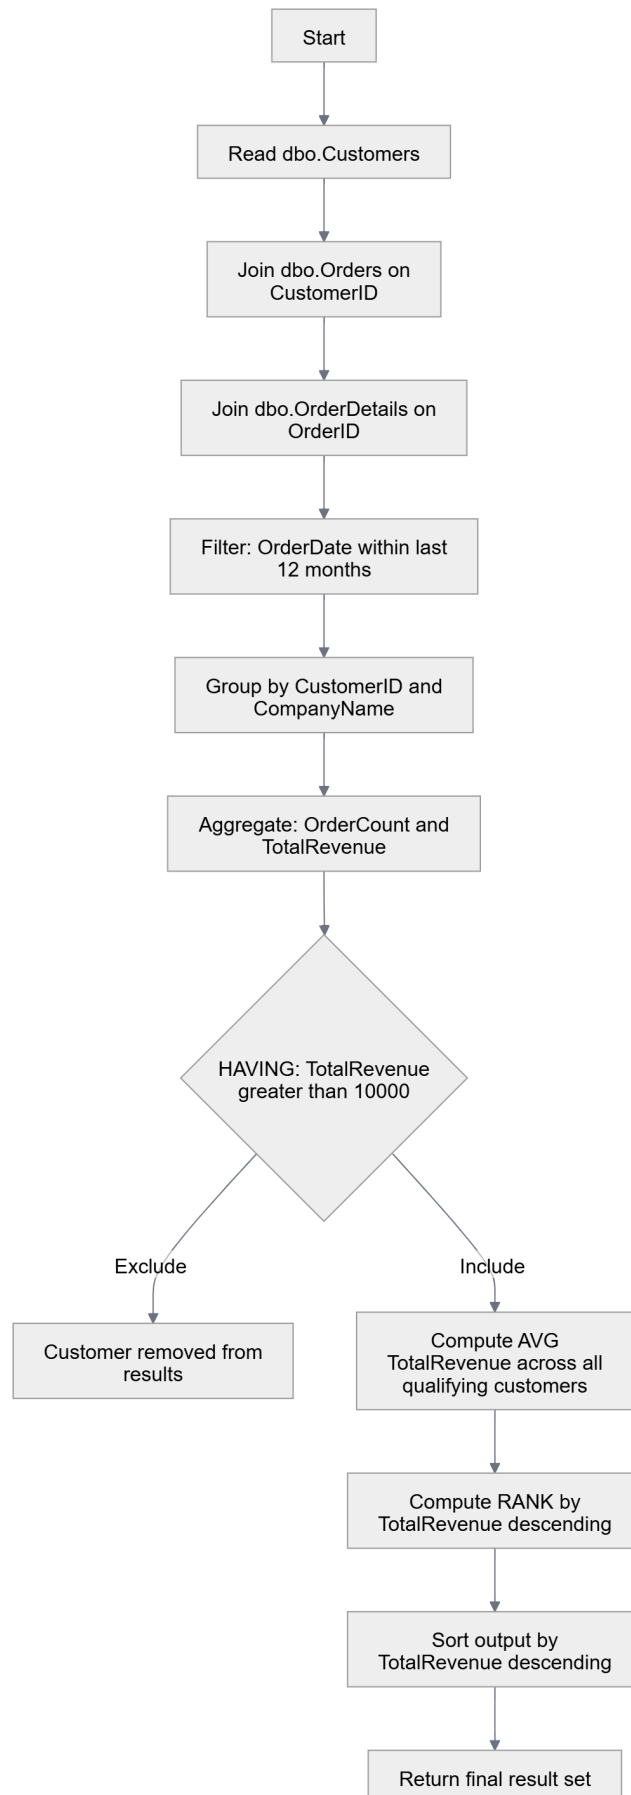 Start
Read dbo.Customers
Join dbo.Orders on
CustomerID
Join dbo.OrderDetails on
OrderID
Filter: OrderDate within last
12 months
Group by CustomerID and
CompanyName
Aggregate: OrderCount and
TotalRevenue
HAVING: TotalRevenue
greater than 10000
Exclude
Include
Customer removed from
results
Compute AVG
TotalRevenue across all
qualifying customers
Compute RANK by
TotalRevenue descending
Sort output by
TotalRevenue descending
Return final result set